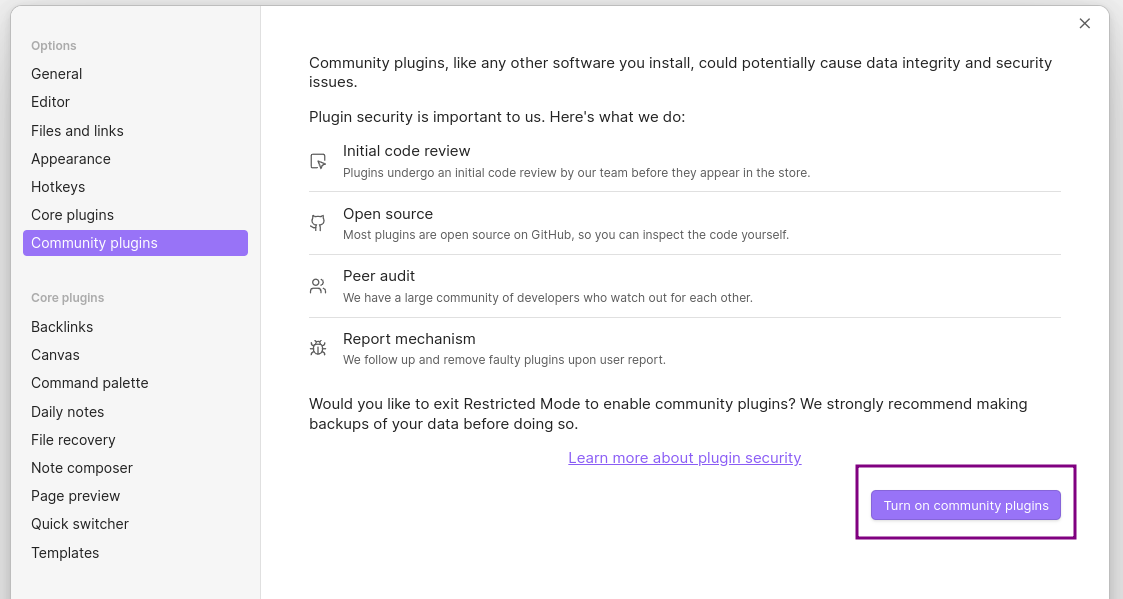 Options
General
Editor
Files and links
Appearance
Hotkeys
Core plugins
Community plugins
Core plugins
Backlinks
Canvas
Command palette
Daily notes
File recovery
Note composer
Page preview
Quick switcher
Templates
Community plugins, like any other software you install, could potentially cause data integrity and security
issues.
Plugin security is important to us. Here's what we do:
Initial code review
Plugins undergo an initial code review by our team before they appear in the store.
Open source
Most plugins are open source on GitHub, so you can inspect the code yourself.
Peer audit
We have a large community of developers who watch out for each other.
Report mechanism
We follow up and remove faulty plugins upon user report.
Would you like to exit Restricted Mode to enable community plugins? We strongly recommend making
backups of your data before doing so.
Learn more about plugin security
Turn on community plugins